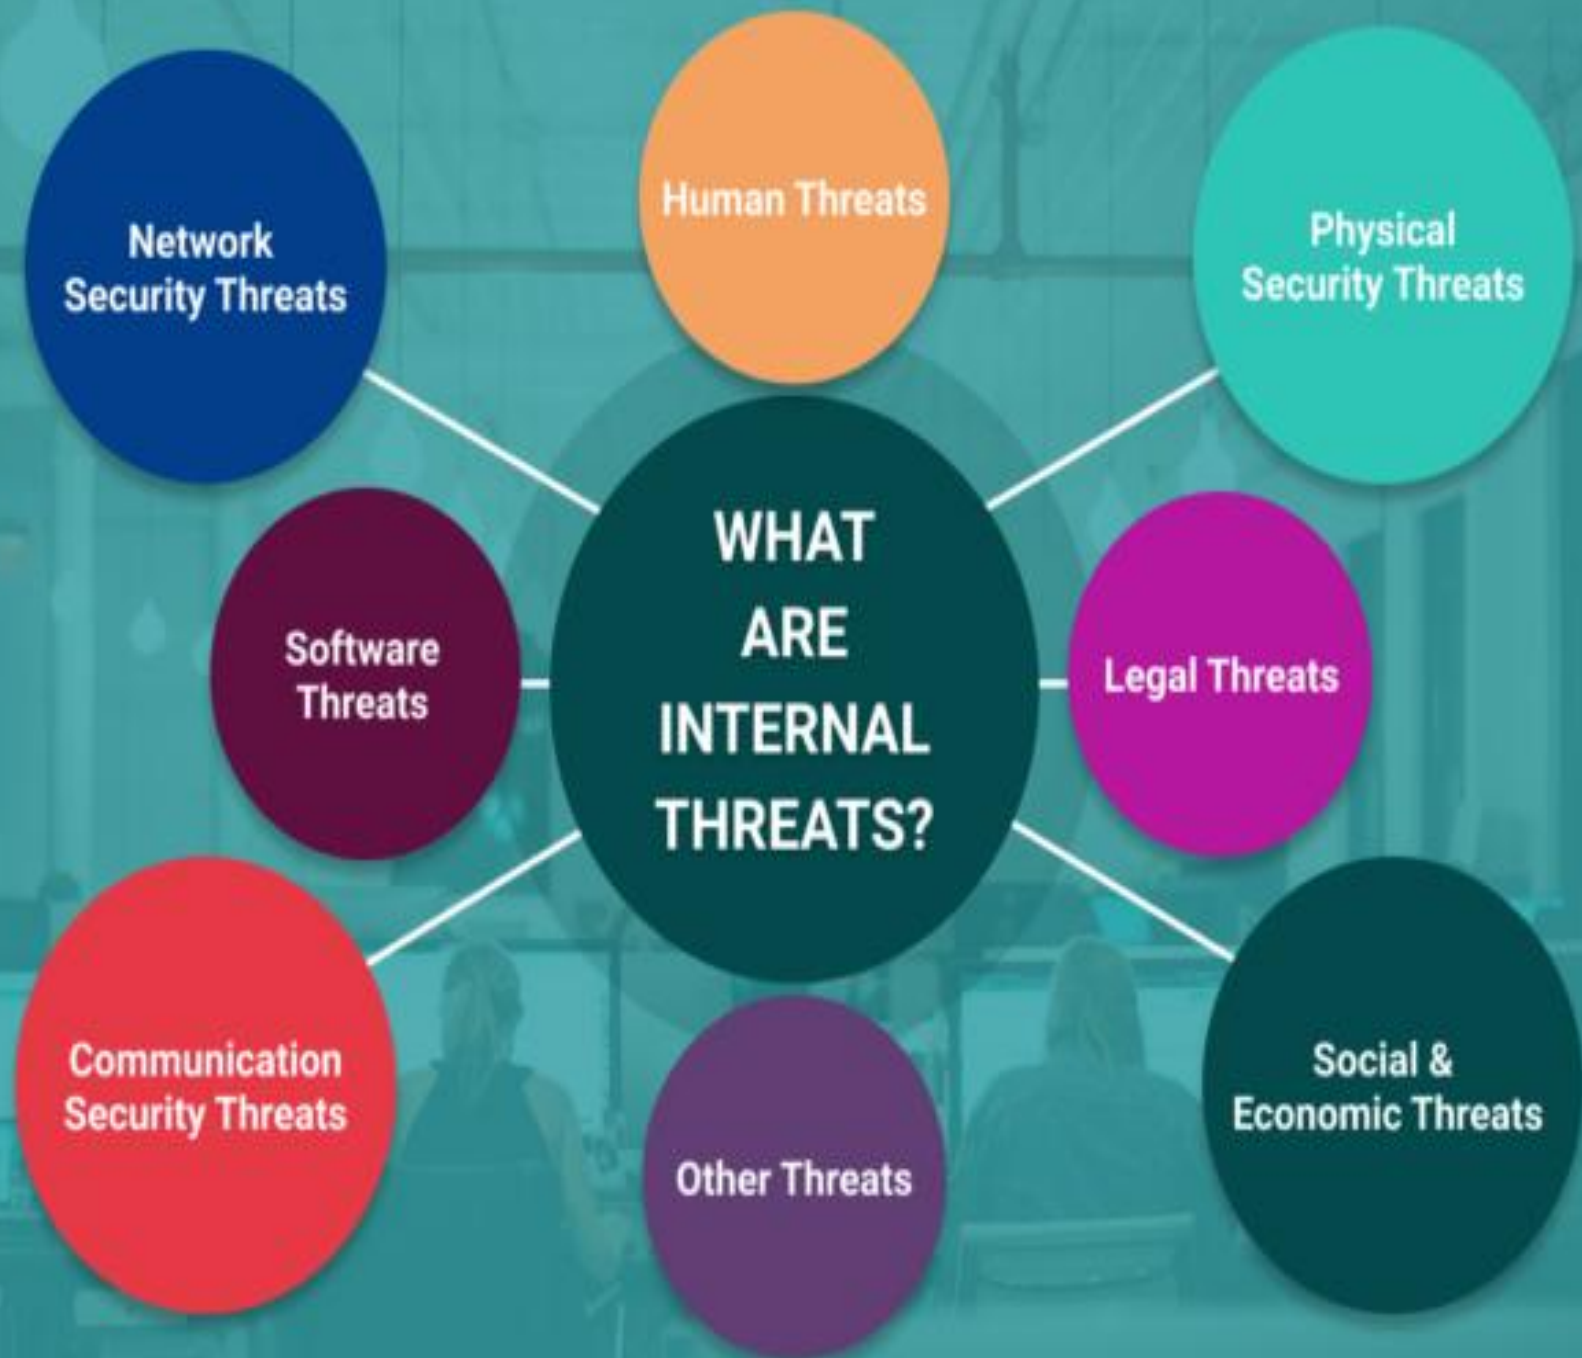 Human Threats
Network
Security Threats
Physical
Security Threats
WHAT
ARE
INTERNAL
THREATS?
Software
Threats
Legal Threats
Communication
Security Threats
Social &
Economic Threats
Other Threats